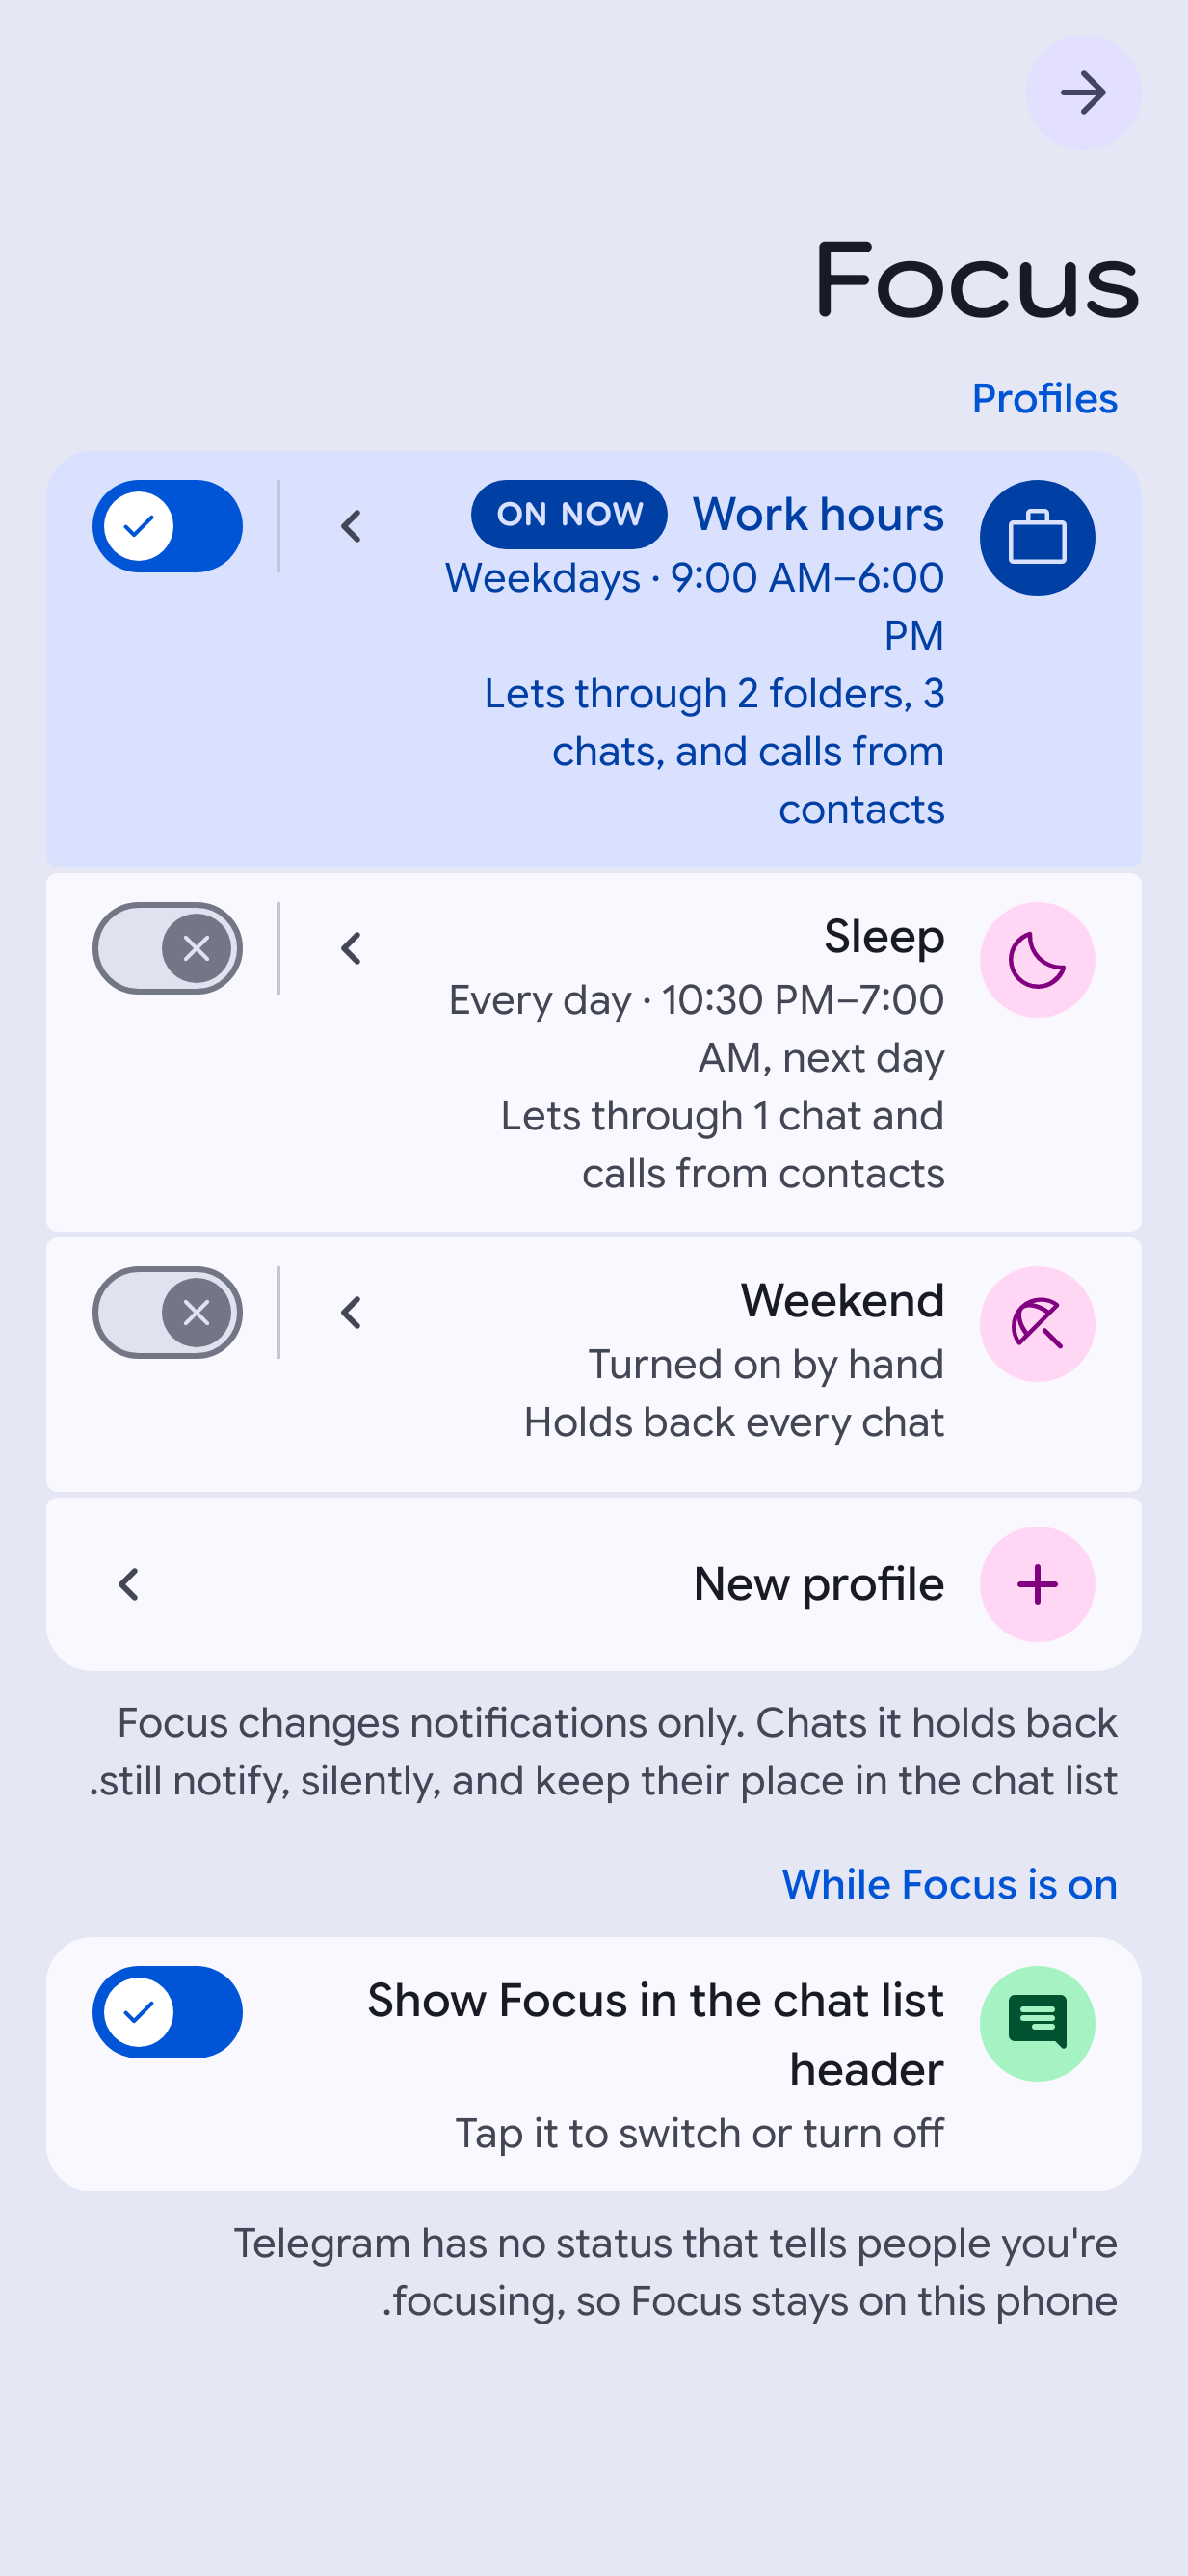 Focus
Profiles
Work hours ON NOW
Weekdays · 9:00 AM–6:00
PM
Lets through 2 folders, 3
chats, and calls from
contacts
Sleep
Every day · 10:30 PM–7:00
AM, next day
Lets through 1 chat and
calls from contacts
Weekend
Turned on by hand
Holds back every chat
New profile
Focus changes notifications only. Chats it holds back
.still notify, silently, and keep their place in the chat list
While Focus is on
Show Focus in the chat list
header
Tap it to switch or turn off
Telegram has no status that tells people you're
.focusing, so Focus stays on this phone